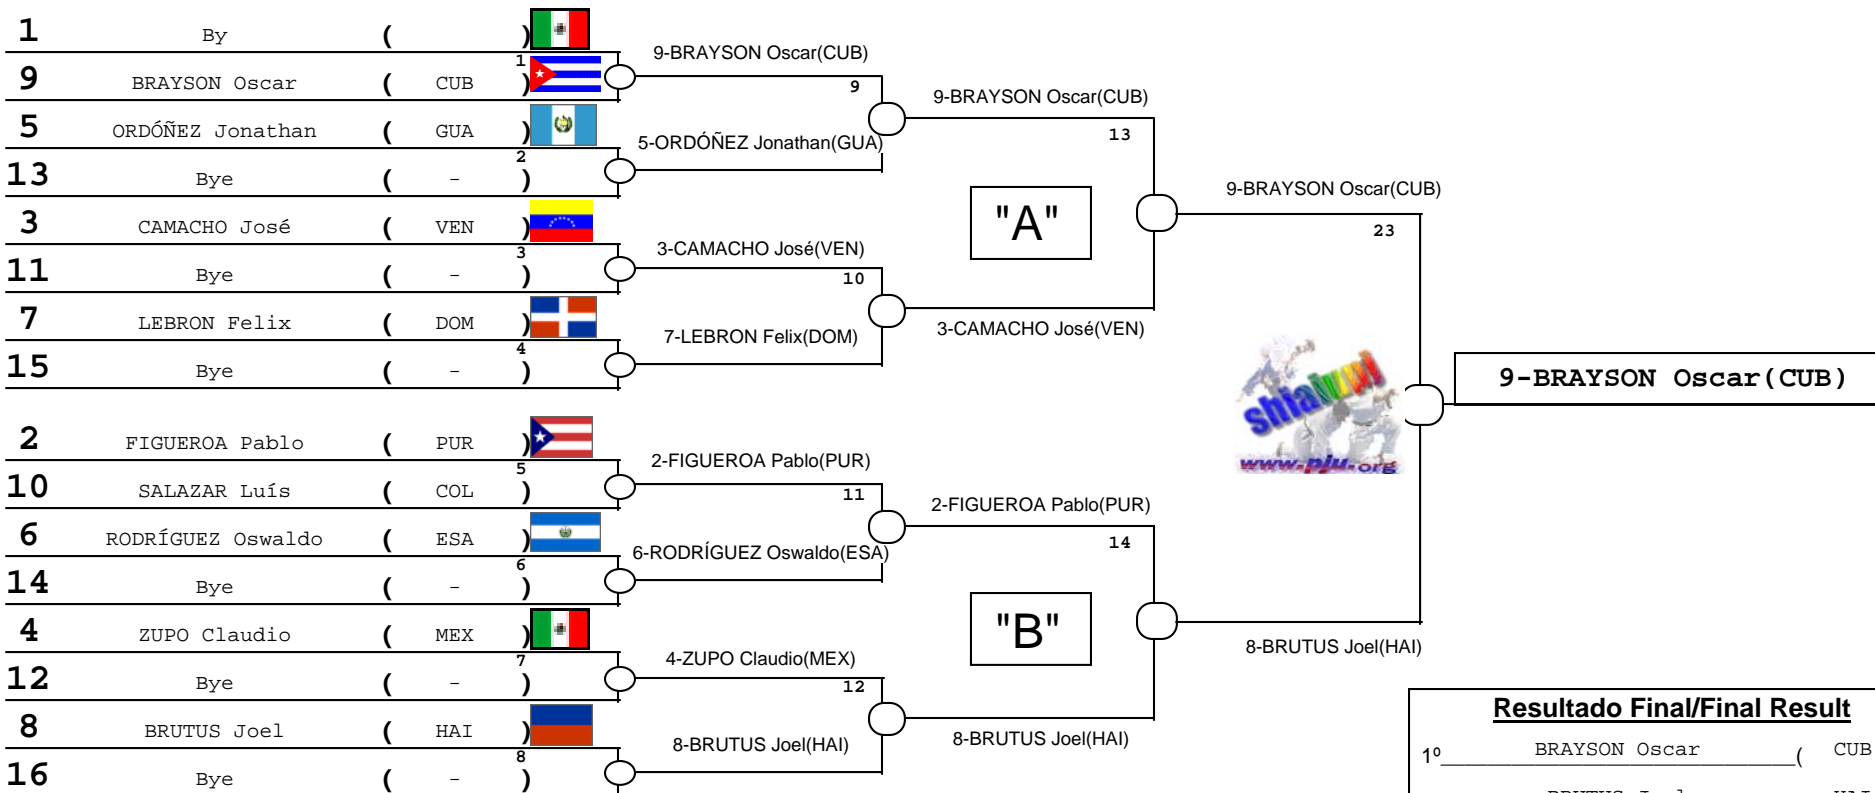 1 By ( )
1
9 BRAYSON Oscar ( CUB )
5 ORDÓÑEZ Jonathan ( GUA )
2
13 Bye ( - )
3 CAMACHO José ( VEN )
3
11 Bye ( - )
7 LEBRON Felix ( DOM )
4
15 Bye ( - )
2 FIGUEROA Pablo ( PUR )
5
10 SALAZAR Luís ( COL )
6 RODRÍGUEZ Oswaldo ( ESA )
6
14 Bye ( - )
4 ZUPO Claudio ( MEX )
7
12 Bye ( - )
8 BRUTUS Joel ( HAI )
8
16 Bye ( - )
9-BRAYSON Oscar(CUB)
9
5-ORDÓÑEZ Jonathan(GUA)
3-CAMACHO José(VEN)
10
7-LEBRON Felix(DOM)
2-FIGUEROA Pablo(PUR)
11
6-RODRÍGUEZ Oswaldo(ESA)
4-ZUPO Claudio(MEX)
12
8-BRUTUS Joel(HAI)
9-BRAYSON Oscar(CUB)
13
"A"
3-CAMACHO José(VEN)
2-FIGUEROA Pablo(PUR)
14
"B"
8-BRUTUS Joel(HAI)
9-BRAYSON Oscar(CUB)
23
www.pju.org
8-BRUTUS Joel(HAI)
9-BRAYSON Oscar(CUB)
Resultado Final/Final Result
1º BRAYSON Oscar ( CUB
BRUTUS Joel HAI